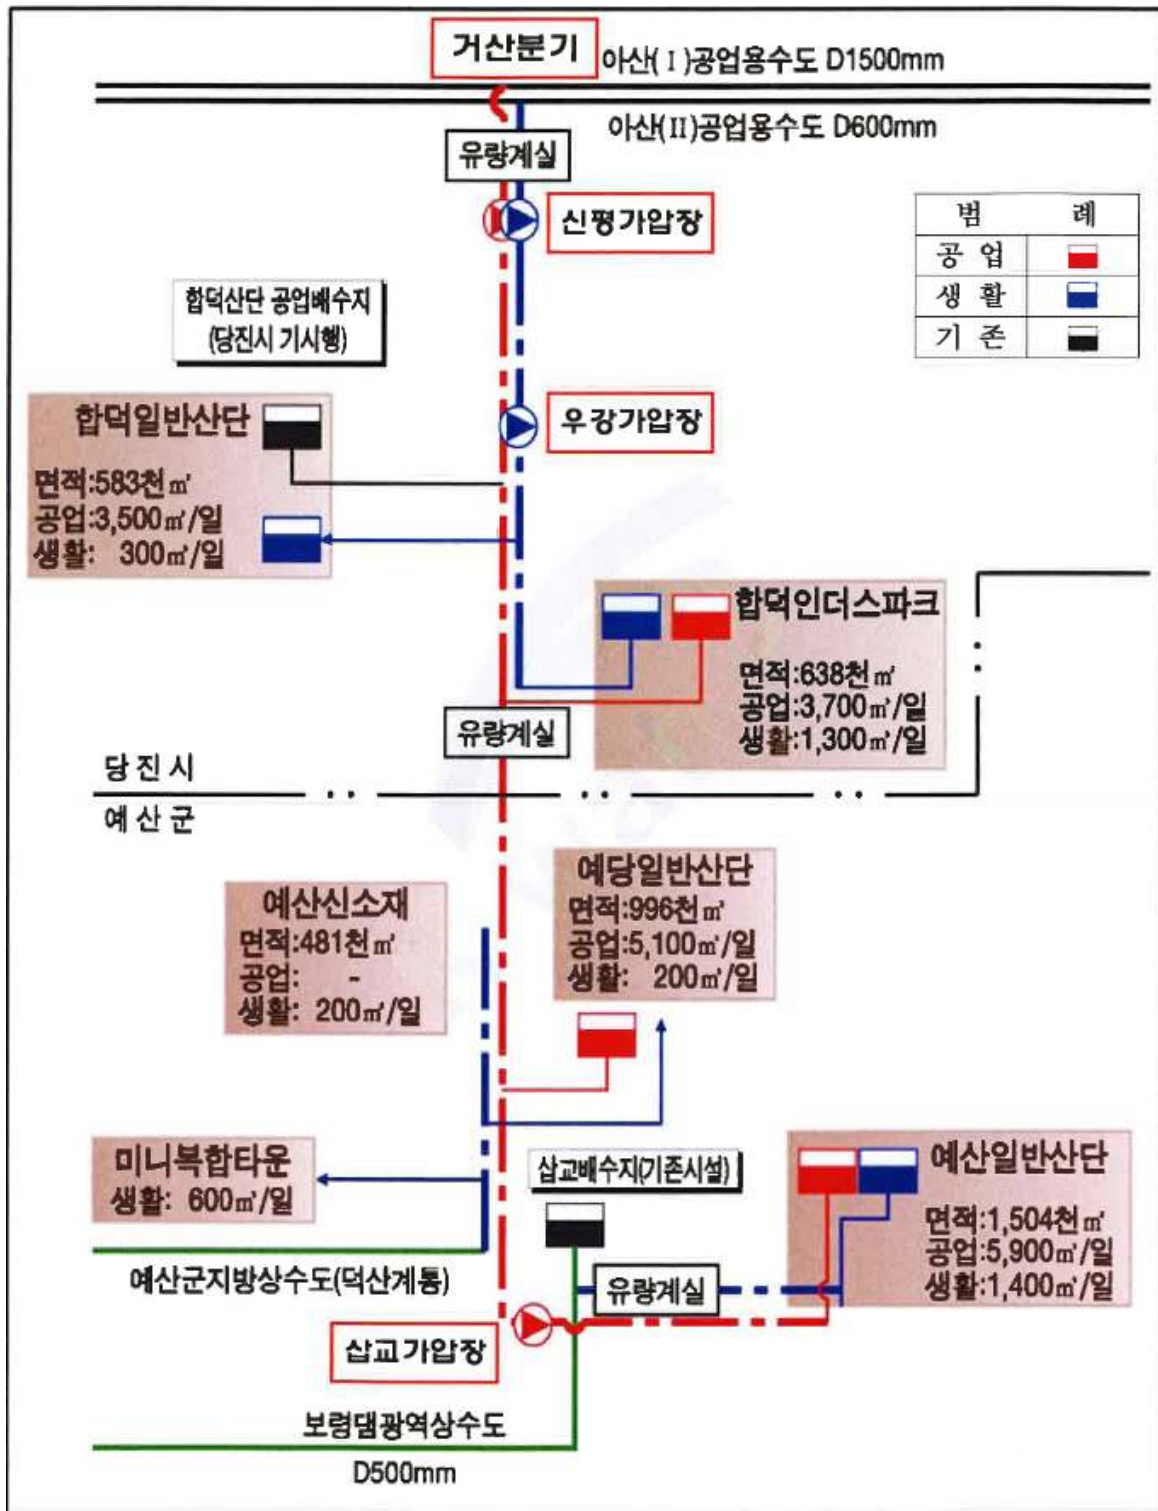 거산분기
아산(Ⅰ)공업용수도 D1500mm
아산(Ⅱ)공업용수도 D600mm
유량계실
신평가압장
범 례
공 업
생 활
기 존
합덕산단 공업배수지
(당진시 기시행)
우강가압장
합덕일반산단
면적:583천㎥
공업:3,500㎥/일
생활: 300㎥/일
합덕인더스파크
면적:638천㎥
공업:3,700㎥/일
생활:1,300㎥/일
유량계실
당 진 시
예 산 군
예산신소재
면적:481천㎥
공업: -
생활: 200㎥/일
예당일반산단
면적:996천㎥
공업:5,100㎥/일
생활: 200㎥/일
미니복합타운
생활: 600㎥/일
삽교배수지(기존시설)
예산일반산단
면적:1,504천㎥
공업:5,900㎥/일
생활:1,400㎥/일
예산군지방상수도(덕산계통)
유량계실
삽교가압장
보령댐광역상수도
D500mm